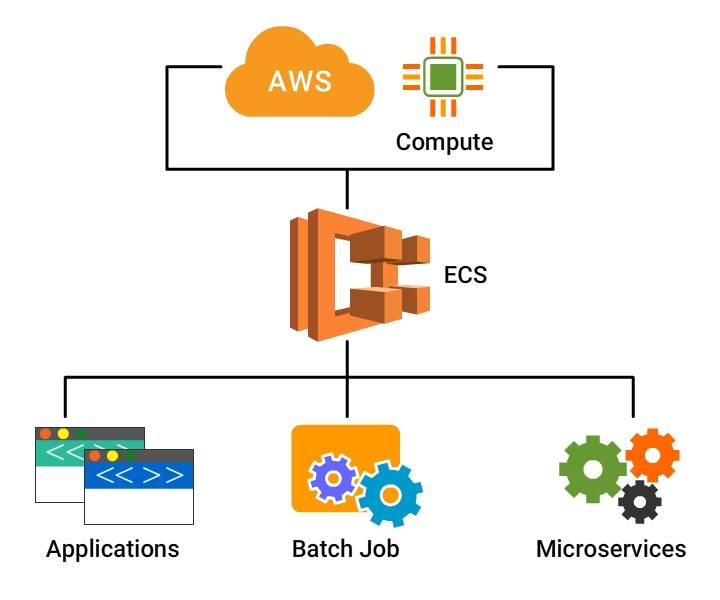 AWS
Compute
ECS
<< >>
<< >>
Applications
Batch Job
Microservices